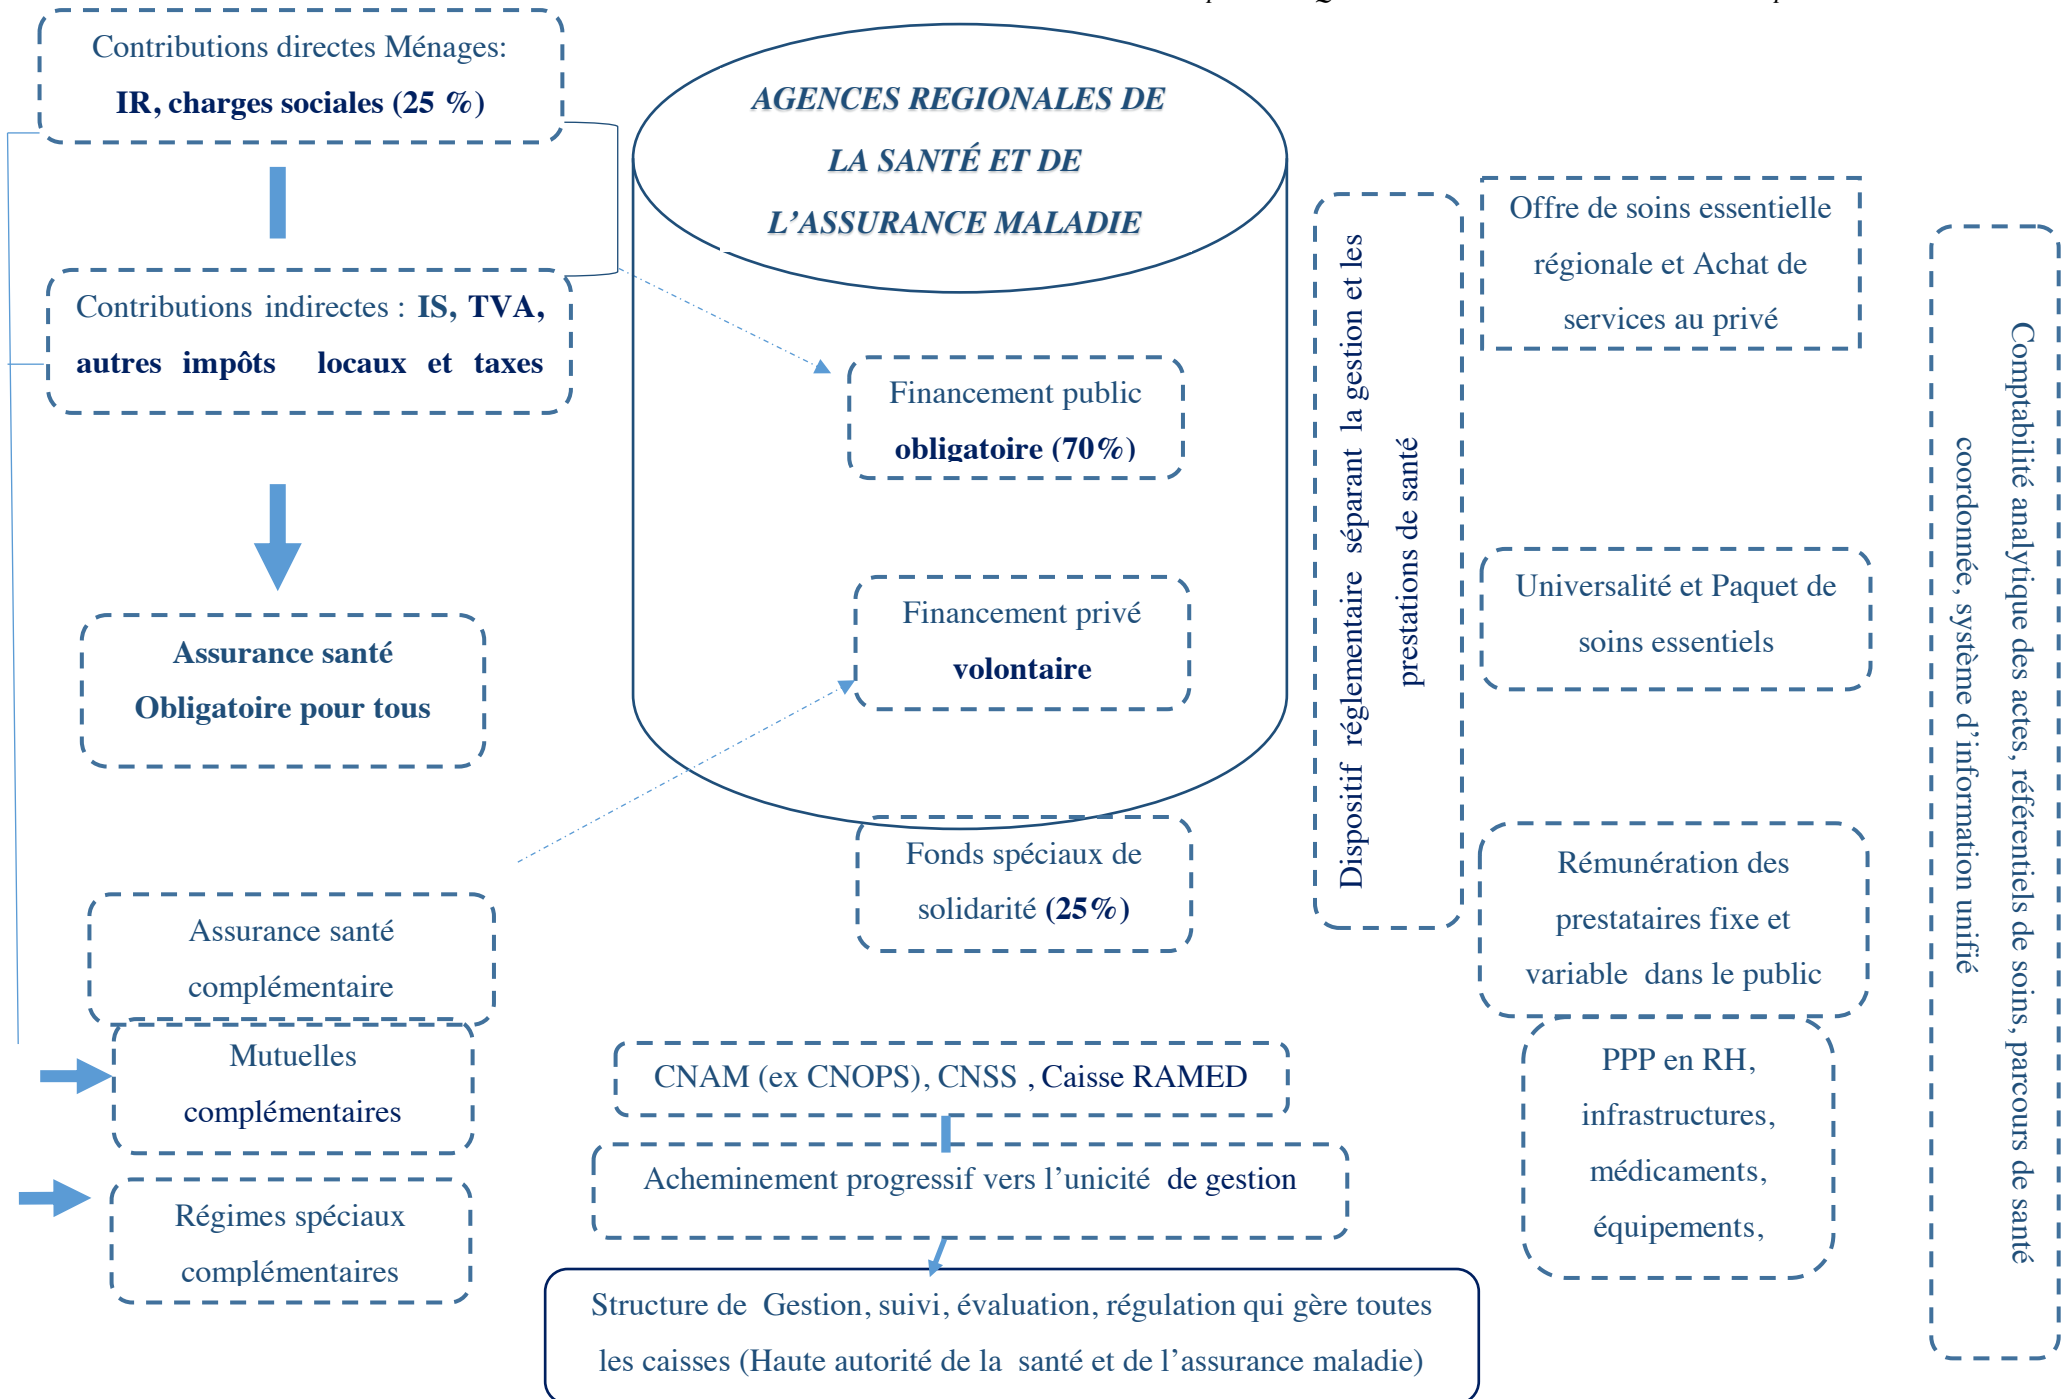 Contributions directes Ménages:
IR, charges sociales (25 %)
Contributions indirectes : IS, TVA,
autres impôts locaux et taxes
Assurance santé
Obligatoire pour tous
Assurance santé
complémentaire
Mutuelles
complémentaires
Régimes spéciaux
complémentaires
AGENCES REGIONALES DE
LA SANTÉ ET DE
L’ASSURANCE MALADIE
Financement public
obligatoire (70%)
Financement privé
volontaire
Fonds spéciaux de
solidarité (25%)
CNAM (ex CNOPS), CNSS , Caisse RAMED
Acheminement progressif vers l’unicité de gestion
Structure de Gestion, suivi, évaluation, régulation qui gère toutes
les caisses (Haute autorité de la santé et de l’assurance maladie)
Dispositif réglementaire séparant la gestion et les
prestations de santé
Offre de soins essentielle
régionale et Achat de
services au privé
Universalité et Paquet de
soins essentiels
Rémunération des
prestataires fixe et
variable dans le public
PPP en RH,
infrastructures,
médicaments,
équipements,
Comptabilité analytique des actes, référentiels de soins, parcours de santé
coordonnée, système d’information unifié